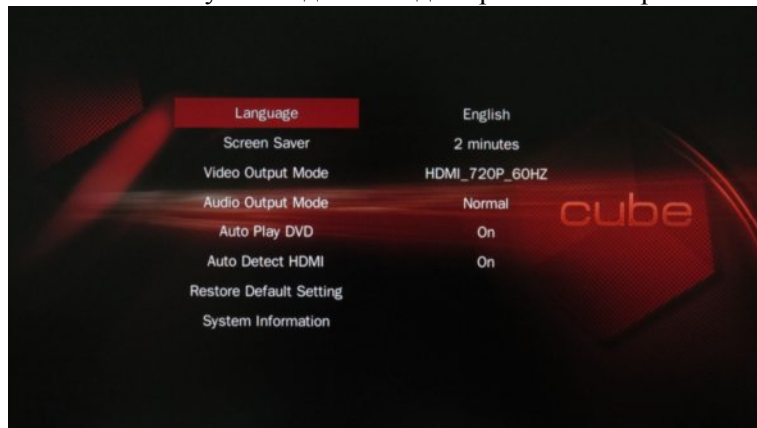 Language English
Screen Saver 2 minutes
Video Output Mode HDMI_720P_60HZ
Audio Output Mode Normal
cube
Auto Play DVD On
Auto Detect HDMI On
Restore Default Setting
System Information